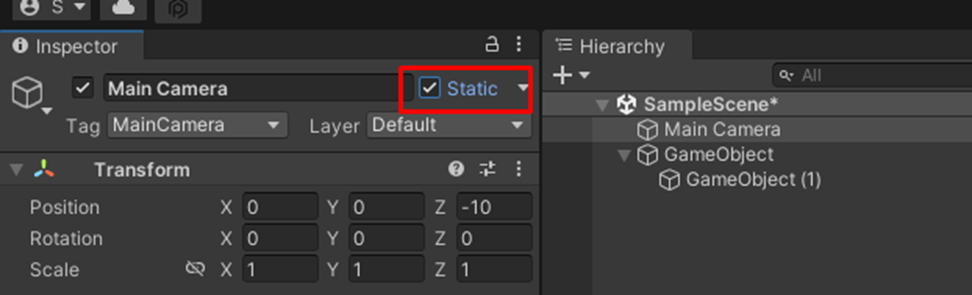 S
Inspector
Main Camera Static
Tag MainCamera Layer Default
Transform
Position X 0 Y 0 Z -10
Rotation X 0 Y 0 Z 0
Scale X 1 Y 1 Z 1
Hierarchy
All
SampleScene*
Main Camera
GameObject
GameObject (1)